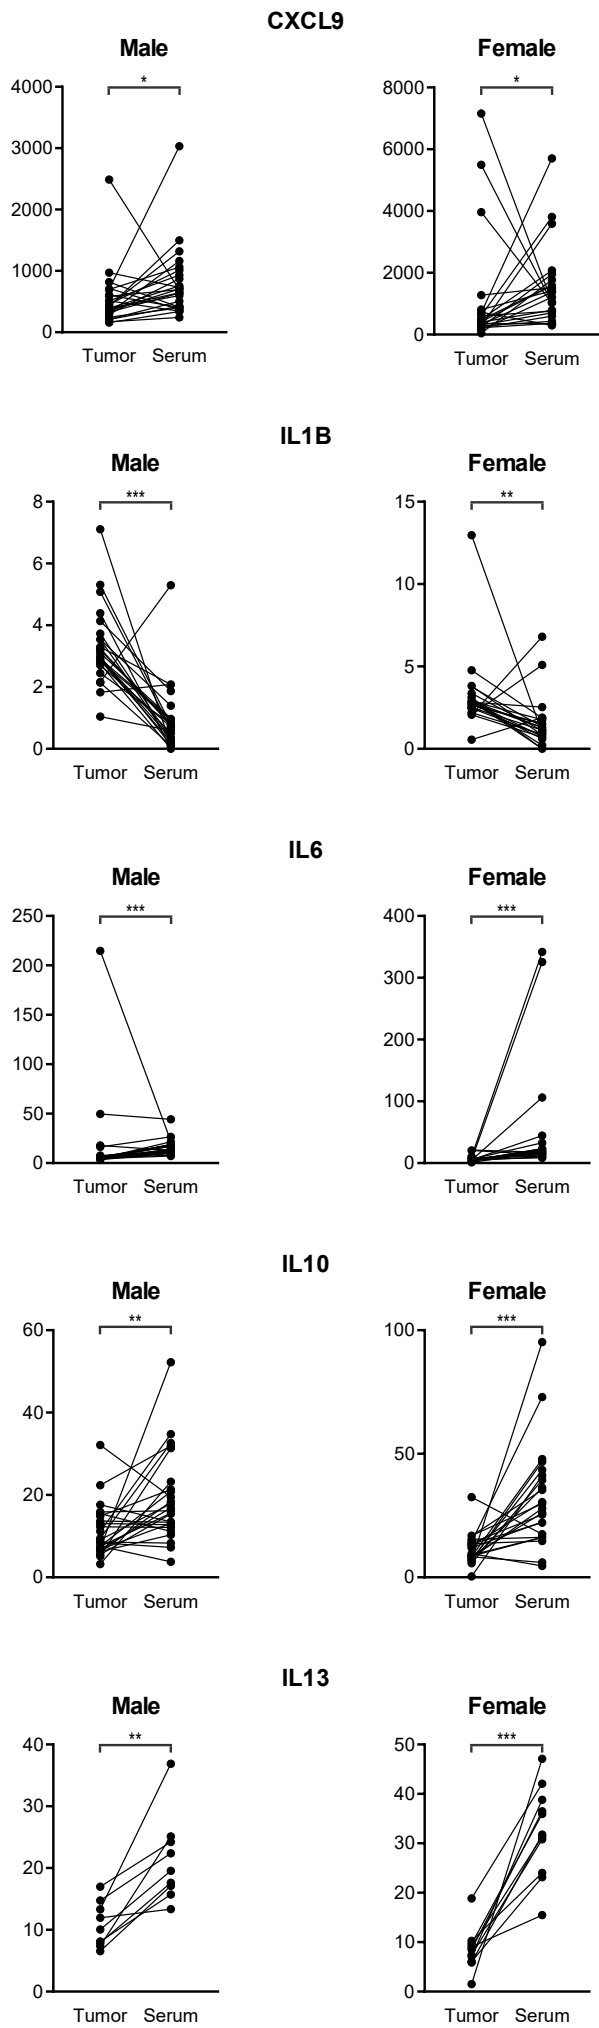 CXCL9
Male Female
* *
4000 8000
3000 6000
2000 4000
1000 2000
0 0
Tumor Serum Tumor Serum
IL1B
Male Female
*** **
8 15
6 10
4 5
2
0 0
Tumor Serum Tumor Serum
IL6
Male Female
*** ***
250 400
200 300
150 200
100 100
50
0 0
Tumor Serum Tumor Serum
IL10
Male Female
** ***
60 100
40 50
20
0 0
Tumor Serum Tumor Serum
IL13
Male Female
** ***
40 50
30 40
20 30
10 20
10
0 0
Tumor Serum Tumor Serum